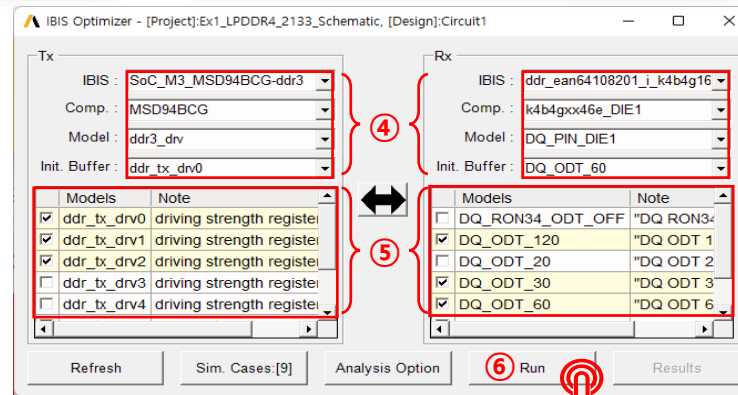 IBIS Optimizer - [Project]:Ex1_LPDDR4_2133_Schematic, [Design]:Circuit1
Tx
IBIS : SoC_M3_MSD94BCG-ddr3
Comp. : MSD94BCG
Model : ddr3_drv
Init. Buffer : ddr_tx_drv0
④
Rx
IBIS : ddr_ean64108201_i_k4b4g16
Comp. : k4b4gxx46e_DIE1
Model : DQ_PIN_DIE1
Init. Buffer : DQ_ODT_60
Models Note
ddr_tx_drv0 driving strength register
ddr_tx_drv1 driving strength register
ddr_tx_drv2 driving strength register
ddr_tx_drv3 driving strength register
ddr_tx_drv4 driving strength register
⑤
Models Note
DQ_RON34_ODT_OFF "DQ RON34
DQ_ODT_120 "DQ ODT 1
DQ_ODT_20 "DQ ODT 2
DQ_ODT_30 "DQ ODT 3
DQ_ODT_60 "DQ ODT 6
Refresh
Sim. Cases:[9]
Analysis Option
⑥ Run
Results